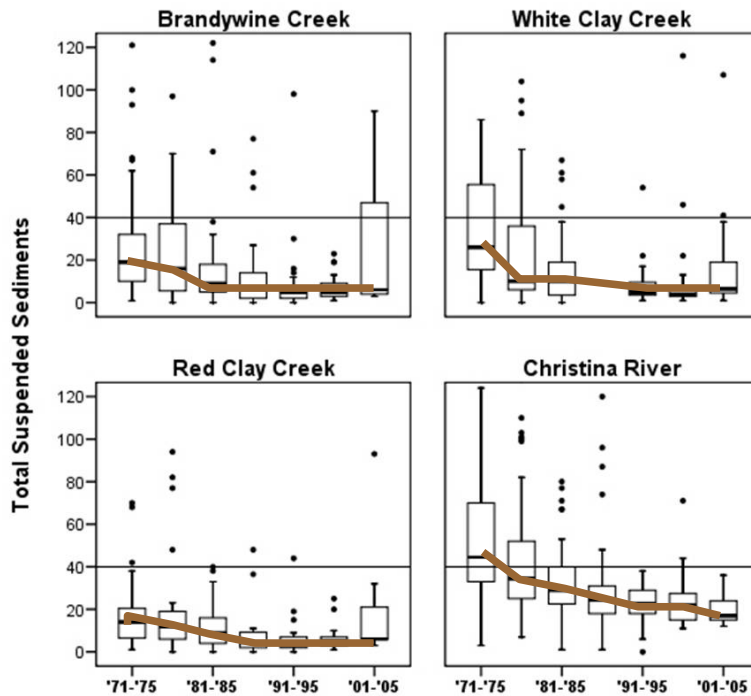 Brandywine Creek
White Clay Creek
120
100
80
60
40
20
0
Total Suspended Sediments
Red Clay Creek
Christina River
120
100
80
60
40
20
0
'71-'75 '81-'85 '91-'95 '01-'05
'71-'75 '81-'85 '91-'95 '01-'05